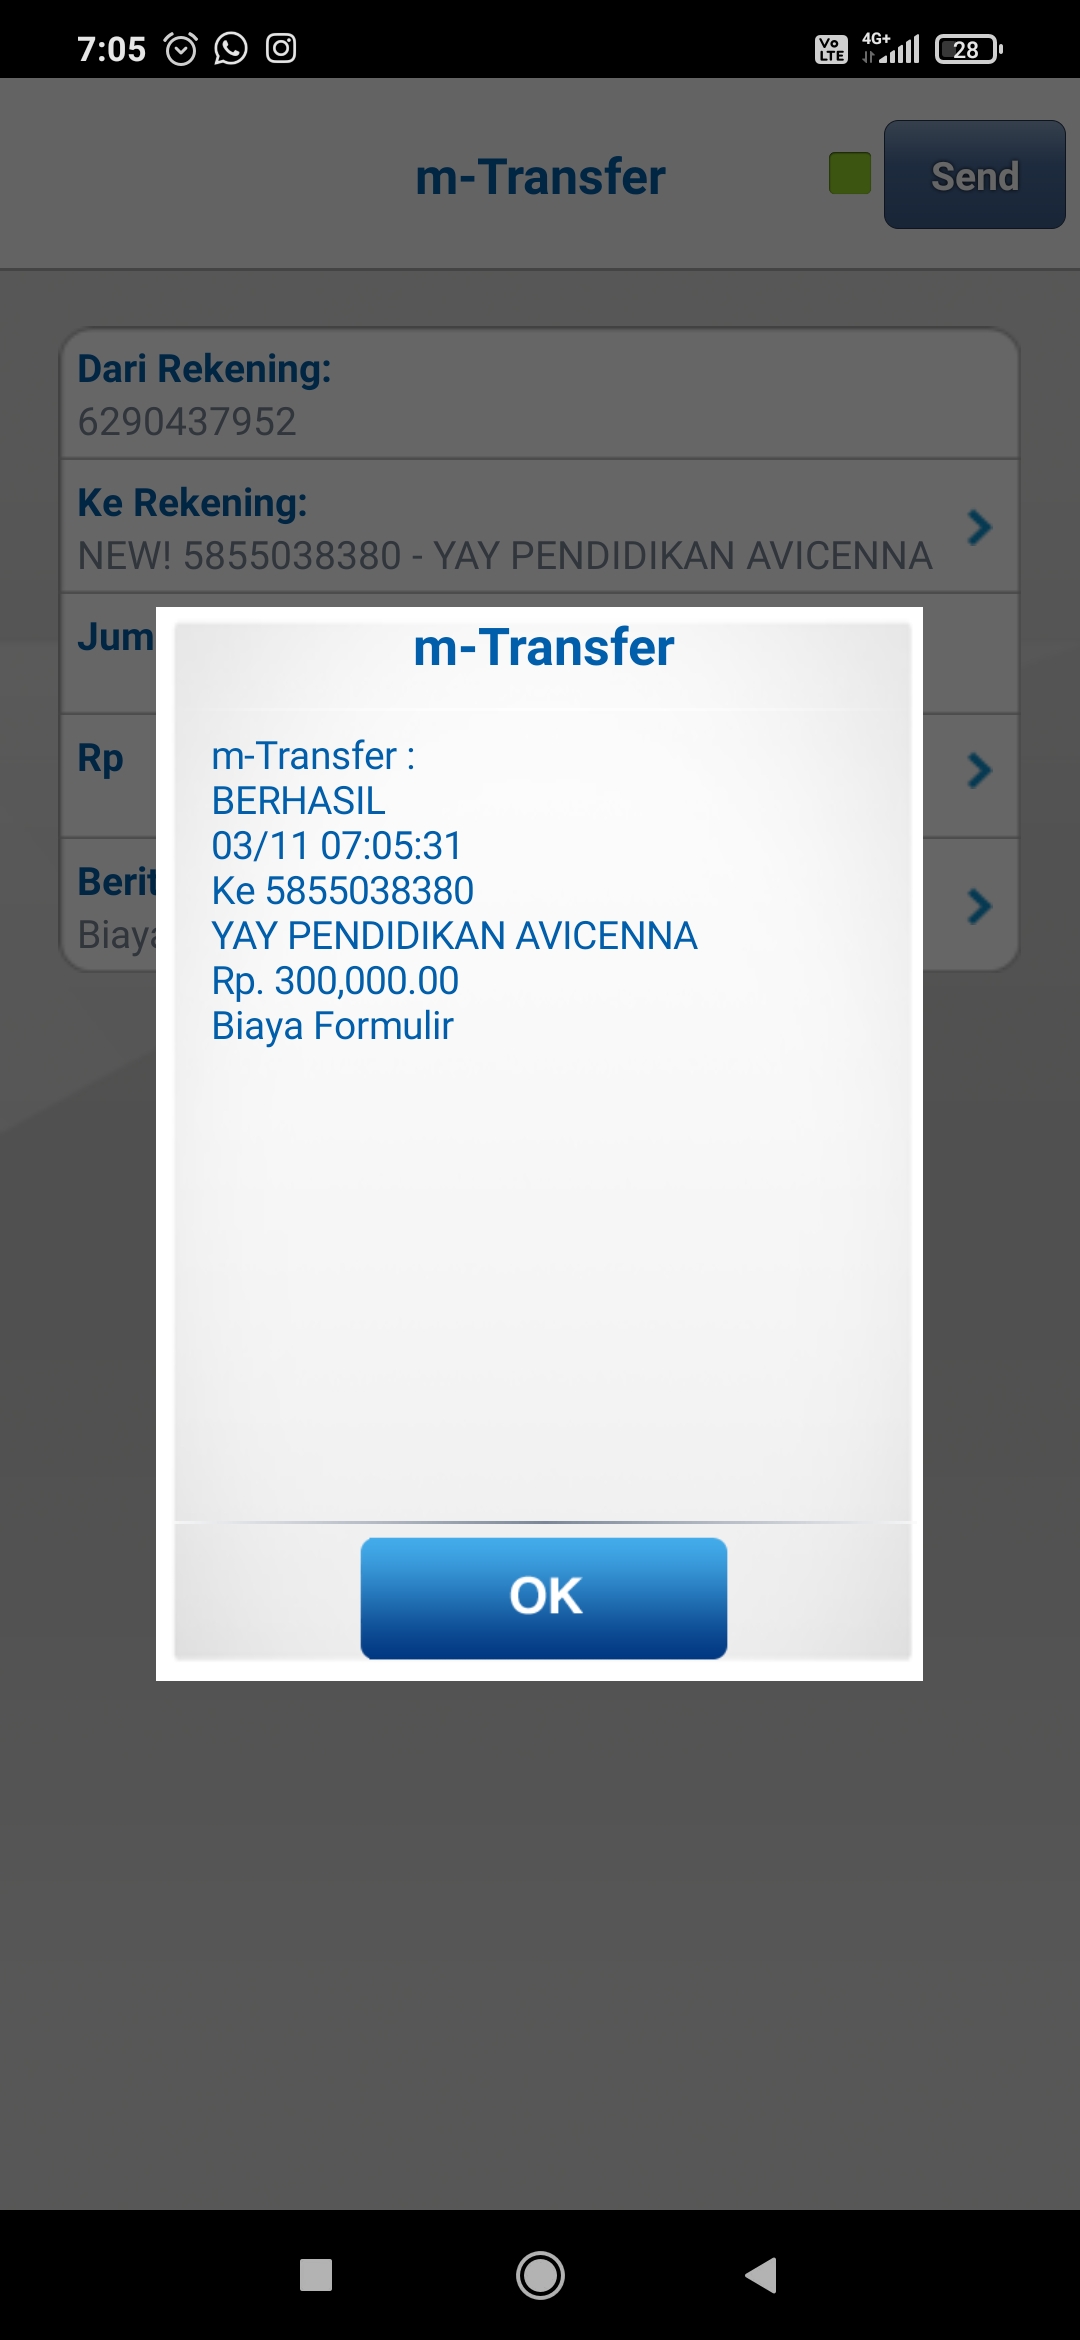 7:05
Vo LTE 4G+ 28
m-Transfer
Send
Dari Rekening:
6290437952
Ke Rekening:
NEW! 5855038380 - YAY PENDIDIKAN AVICENNA
Jum
Rp
Berit
Biaya
m-Transfer
m-Transfer :
BERHASIL
03/11 07:05:31
Ke 5855038380
YAY PENDIDIKAN AVICENNA
Rp. 300,000.00
Biaya Formulir
OK